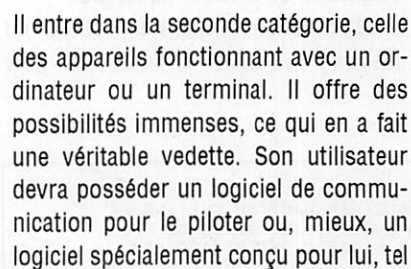 Il entre dans la seconde catégorie, celle
des appareils fonctionnant avec un or-
dinateur ou un terminal. Il offre des
possibilités immenses, ce qui en a fait
une véritable vedette. Son utilisateur
devra posséder un logiciel de commu-
nication pour le piloter ou, mieux, un
logiciel spécialement conçu pour lui, tel